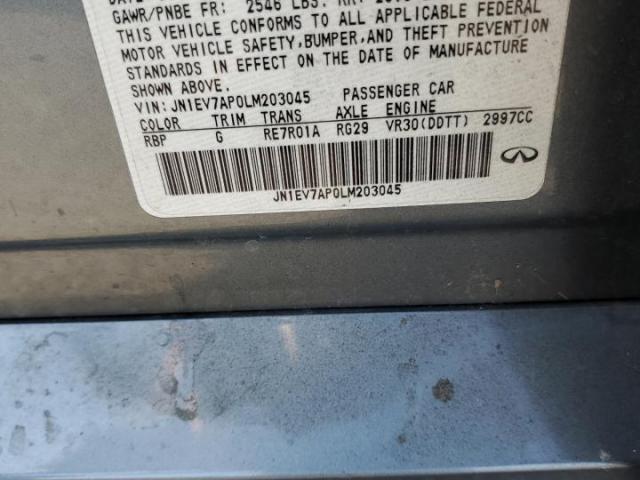 GAWR/PNBE FR: 2546 LBS.
THIS VEHICLE CONFORMS TO ALL APPLICABLE FEDERAL
MOTOR VEHICLE SAFETY, BUMPER, AND THEFT PREVENTION
STANDARDS IN EFFECT ON THE DATE OF MANUFACTURE
SHOWN ABOVE.
VIN: JN1EV7AP0LM203045 PASSENGER CAR
COLOR TRIM TRANS AXLE ENGINE
RBP G RE7R01A RG29 VR30(DDTT) 2997CC
JN1EV7AP0LM203045